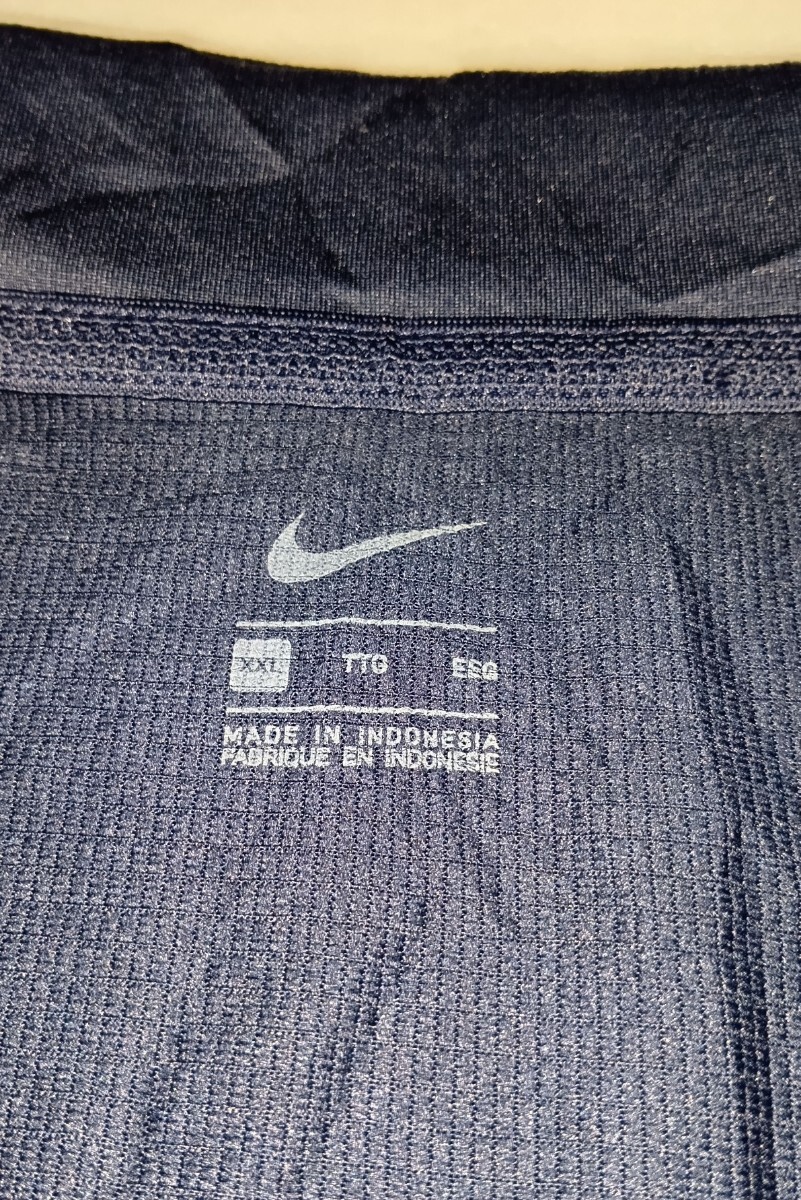 XXL TTG EEG
MADE IN INDONESIA
FABRIQUE EN INDONESIE